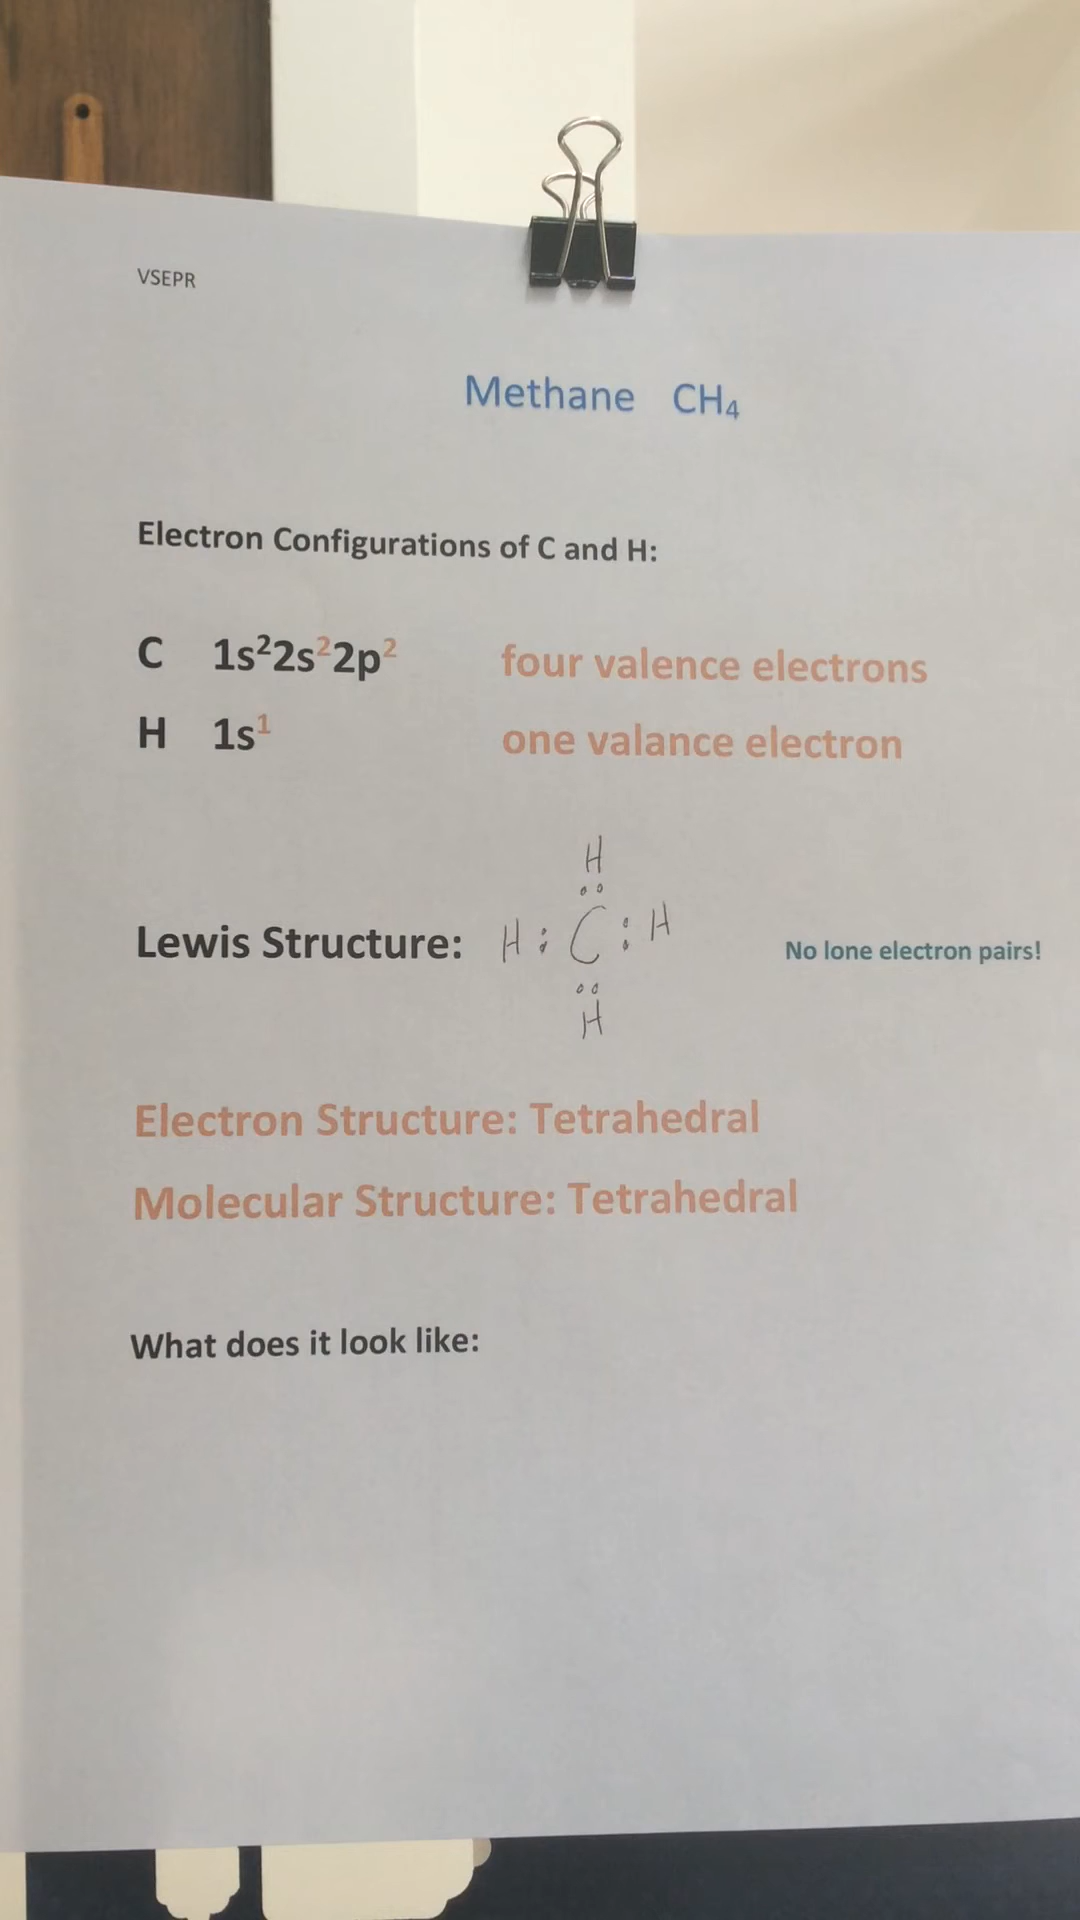 VSEPR
Methane CH₄
Electron Configurations of C and H:
C 1s²2s²2p² four valence electrons
H 1s¹ one valance electron
H
Lewis Structure: H : C : H No lone electron pairs!
H
Electron Structure: Tetrahedral
Molecular Structure: Tetrahedral
What does it look like: